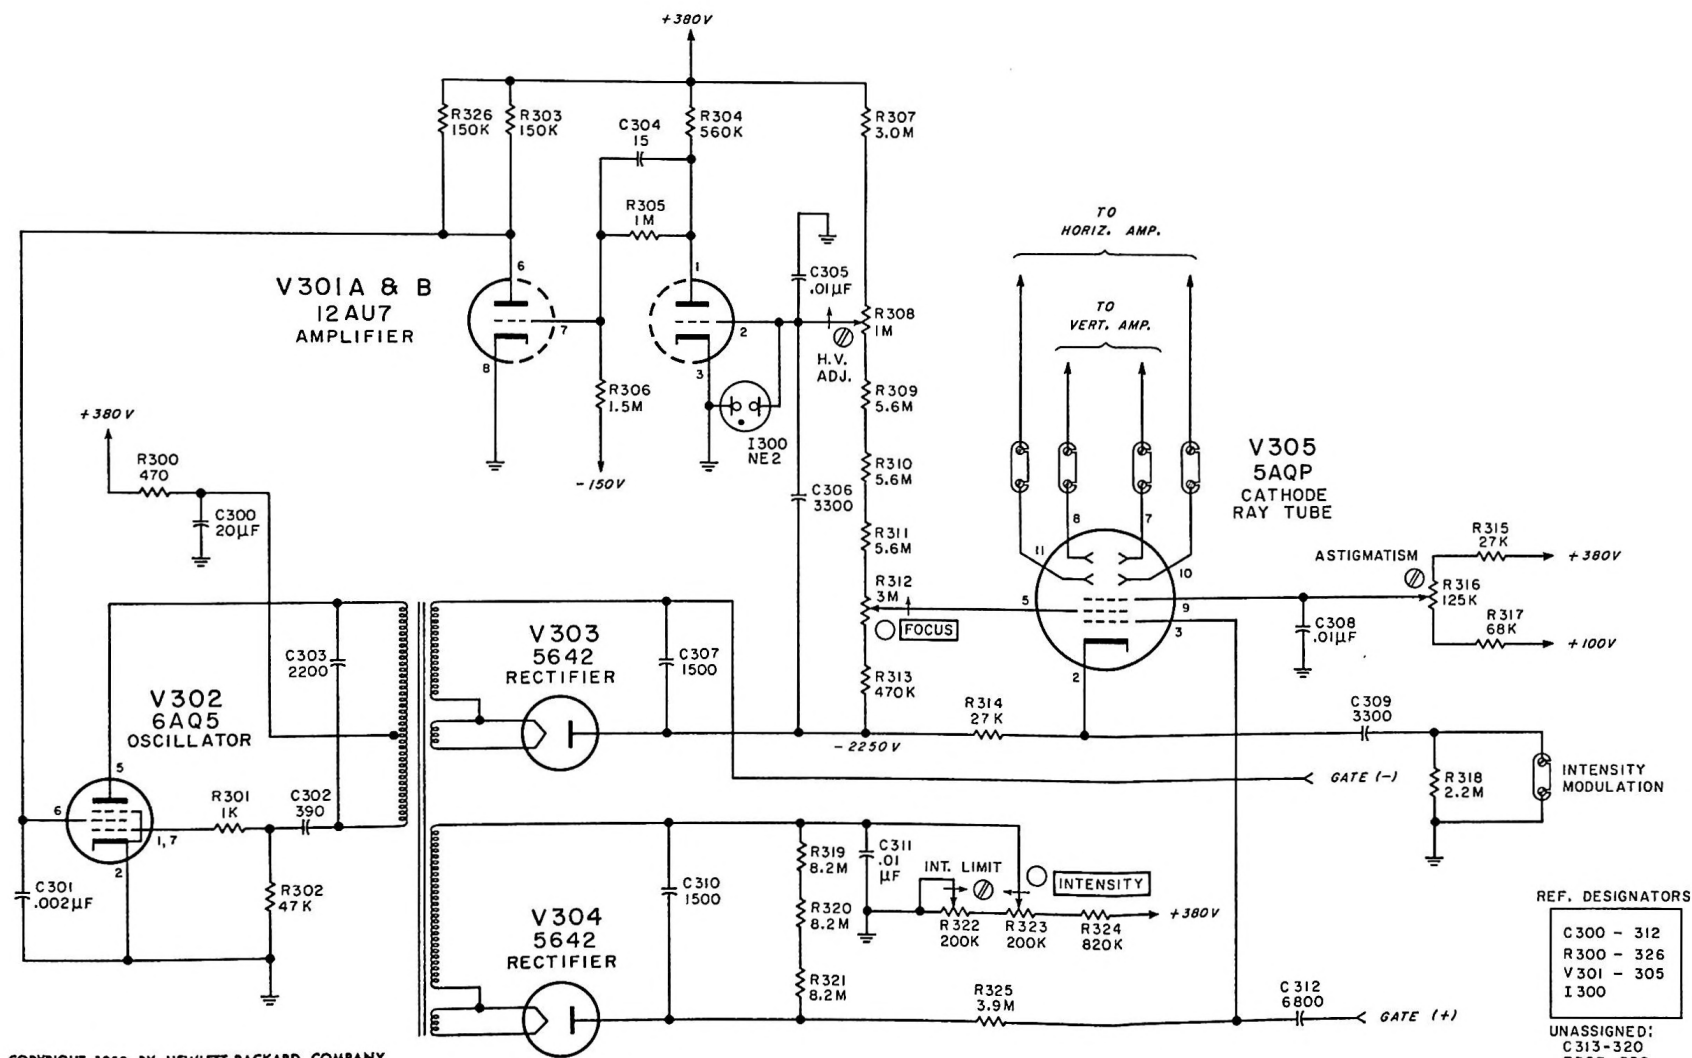 +380V
R326
150K
R303
150K
C304
15
R304
560K
R307
3.0M
R305
1M
TO
HORIZ. AMP.
6
1
C305
.01µF
V301A & B
12AU7
AMPLIFIER
7
2
R308
1M
TO
VERT. AMP.
8
3
H.V.
ADJ.
R306
1.5M
R309
5.6M
+380V
I300
NE2
V305
5AQP
CATHODE
RAY TUBE
R300
470
-150V
R310
5.6M
C306
3300
C300
20µF
8
7
R311
5.6M
R315
27K
11
10
ASTIGMATISM
+380V
R312
3M
R316
125K
5
9
FOCUS
3
C308
.01µF
R317
68K
+100V
V303
5642
RECTIFIER
C307
1500
C303
2200
R313
470K
2
V302
6AQ5
OSCILLATOR
R314
27K
C309
3300
-2250V
5
GATE (-)
R318
2.2M
INTENSITY
MODULATION
R301
1K
C302
390
6
1,7
2
C301
.002µF
R302
47K
C310
1500
R319
8.2M
C311
.01
µF
INT. LIMIT
INTENSITY
R320
8.2M
R322
200K
R323
200K
R324
820K
+380V
V304
5642
RECTIFIER
R321
8.2M
R325
3.9M
C312
6800
GATE (+)
REF. DESIGNATORS
C300 - 312
R300 - 326
V301 - 305
I300
UNASSIGNED:
C313-320
BY HEWLETT-PACKARD COMPANY